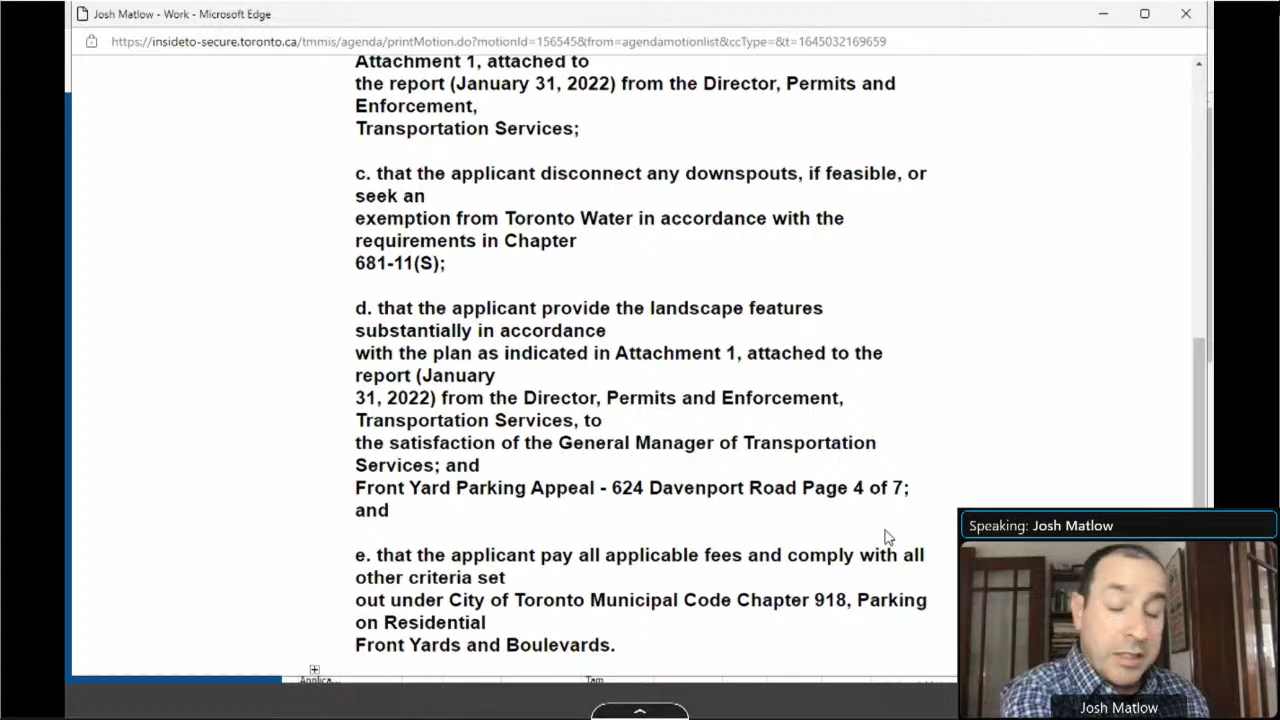 Josh Matlow - Work - Microsoft Edge
https://insideto-secure.toronto.ca/tmmis/agenda/printMotion.do?motionId=156545&from=agendamotionlist&ccType=&t=1645032169659
Attachment 1, attached to
the report (January 31, 2022) from the Director, Permits and
Enforcement,
Transportation Services;
c. that the applicant disconnect any downspouts, if feasible, or
seek an
exemption from Toronto Water in accordance with the
requirements in Chapter
681-11(S);
d. that the applicant provide the landscape features
substantially in accordance
with the plan as indicated in Attachment 1, attached to the
report (January
31, 2022) from the Director, Permits and Enforcement,
Transportation Services, to
the satisfaction of the General Manager of Transportation
Services; and
Front Yard Parking Appeal - 624 Davenport Road Page 4 of 7;
and
e. that the applicant pay all applicable fees and comply with all
other criteria set
out under City of Toronto Municipal Code Chapter 918, Parking
on Residential
Front Yards and Boulevards.
Speaking: Josh Matlow
Josh Matlow